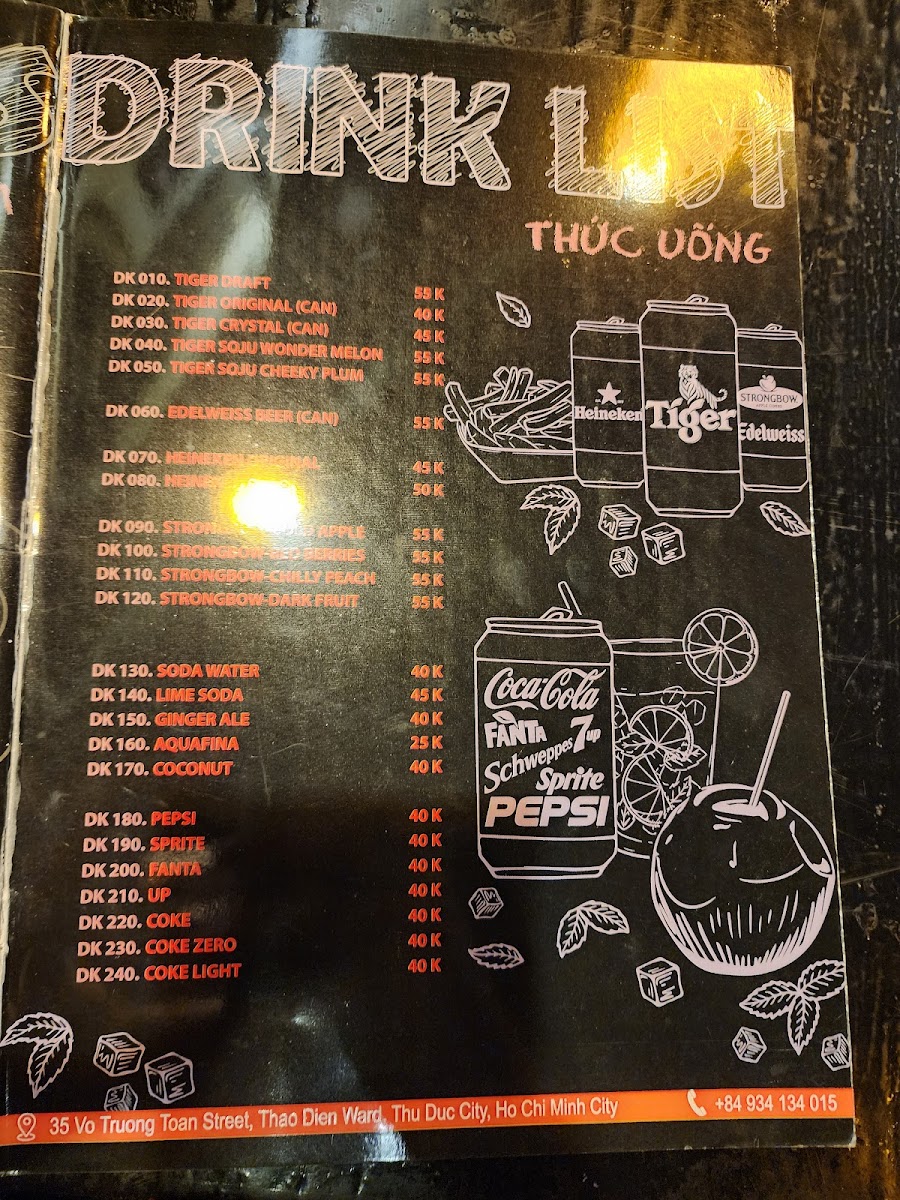 DRINK LIST
THỨC UỐNG
DK 010. TIGER DRAFT 55 K
DK 020. TIGER ORIGINAL (CAN) 40 K
DK 030. TIGER CRYSTAL (CAN) 45 K
DK 040. TIGER SOJU WONDER MELON 55 K
DK 050. TIGER SOJU CHEEKY PLUM 55 K
DK 060. EDELWEISS BEER (CAN) 55 K
DK 070. HEINEKEN ORIGINAL 45 K
DK 080. 50 K
DK 090. APPLE 55 K
DK 100. STRONGBOW-RED BERRIES 55 K
DK 110. STRONGBOW-CHILLY PEACH 55 K
DK 120. STRONGBOW-DARK FRUIT 55 K
DK 130. SODA WATER 40 K
DK 140. LIME SODA 45 K
DK 150. GINGER ALE 40 K
DK 160. AQUAFINA 25 K
DK 170. COCONUT 40 K
DK 180. PEPSI 40 K
DK 190. SPRITE 40 K
DK 200. FANTA 40 K
DK 210. UP 40 K
DK 220. COKE 40 K
DK 230. COKE ZERO 40 K
DK 240. COKE LIGHT 40 K
Heineken
Tiger
STRONGBOW
Edelweiss
Coca-Cola
FANTA 7up
Schweppes
Sprite
PEPSI
35 Vo Truong Toan Street, Thao Dien Ward, Thu Duc City, Ho Chi Minh City +84 934 134 015